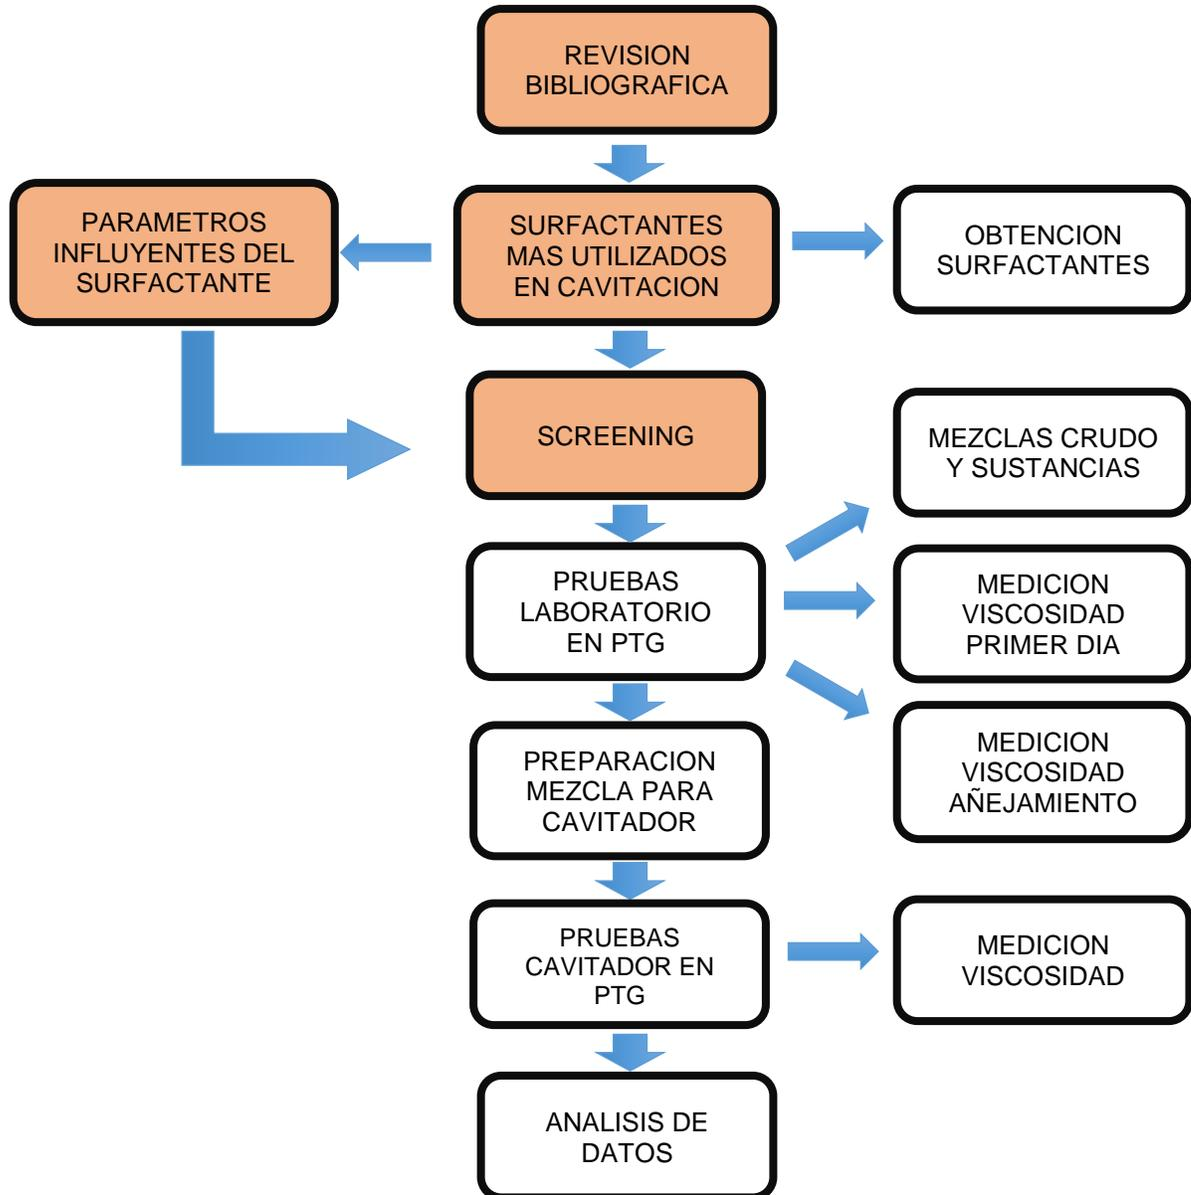 REVISION
BIBLIOGRAFICA
PARAMETROS
INFLUYENTES DEL
SURFACTANTE
SURFACTANTES
MAS UTILIZADOS
EN CAVITACION
OBTENCION
SURFACTANTES
SCREENING
MEZCLAS CRUDO
Y SUSTANCIAS
PRUEBAS
LABORATORIO
EN PTG
MEDICION
VISCOSIDAD
PRIMER DIA
PREPARACION
MEZCLA PARA
CAVITADOR
MEDICION
VISCOSIDAD
AÑEJAMIENTO
PRUEBAS
CAVITADOR EN
PTG
MEDICION
VISCOSIDAD
ANALISIS DE
DATOS